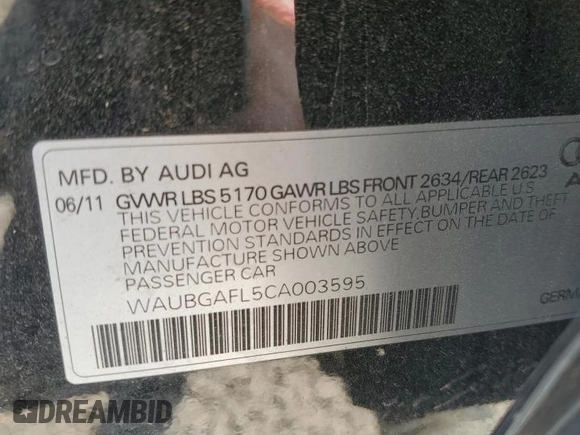 MFD. BY AUDI AG
06/11 GVWR LBS 5170 GAWR LBS FRONT 2634/REAR 2623
THIS VEHICLE CONFORMS TO ALL APPLICABLE U.S
FEDERAL MOTOR VEHICLE SAFETY,BUMPER AND THEFT
PREVENTION STANDARDS IN EFFECT ON THE DATE OF
MANUFACTURE SHOWN ABOVE
PASSENGER CAR
WAUBGAFL5CA003595
DREAMBID